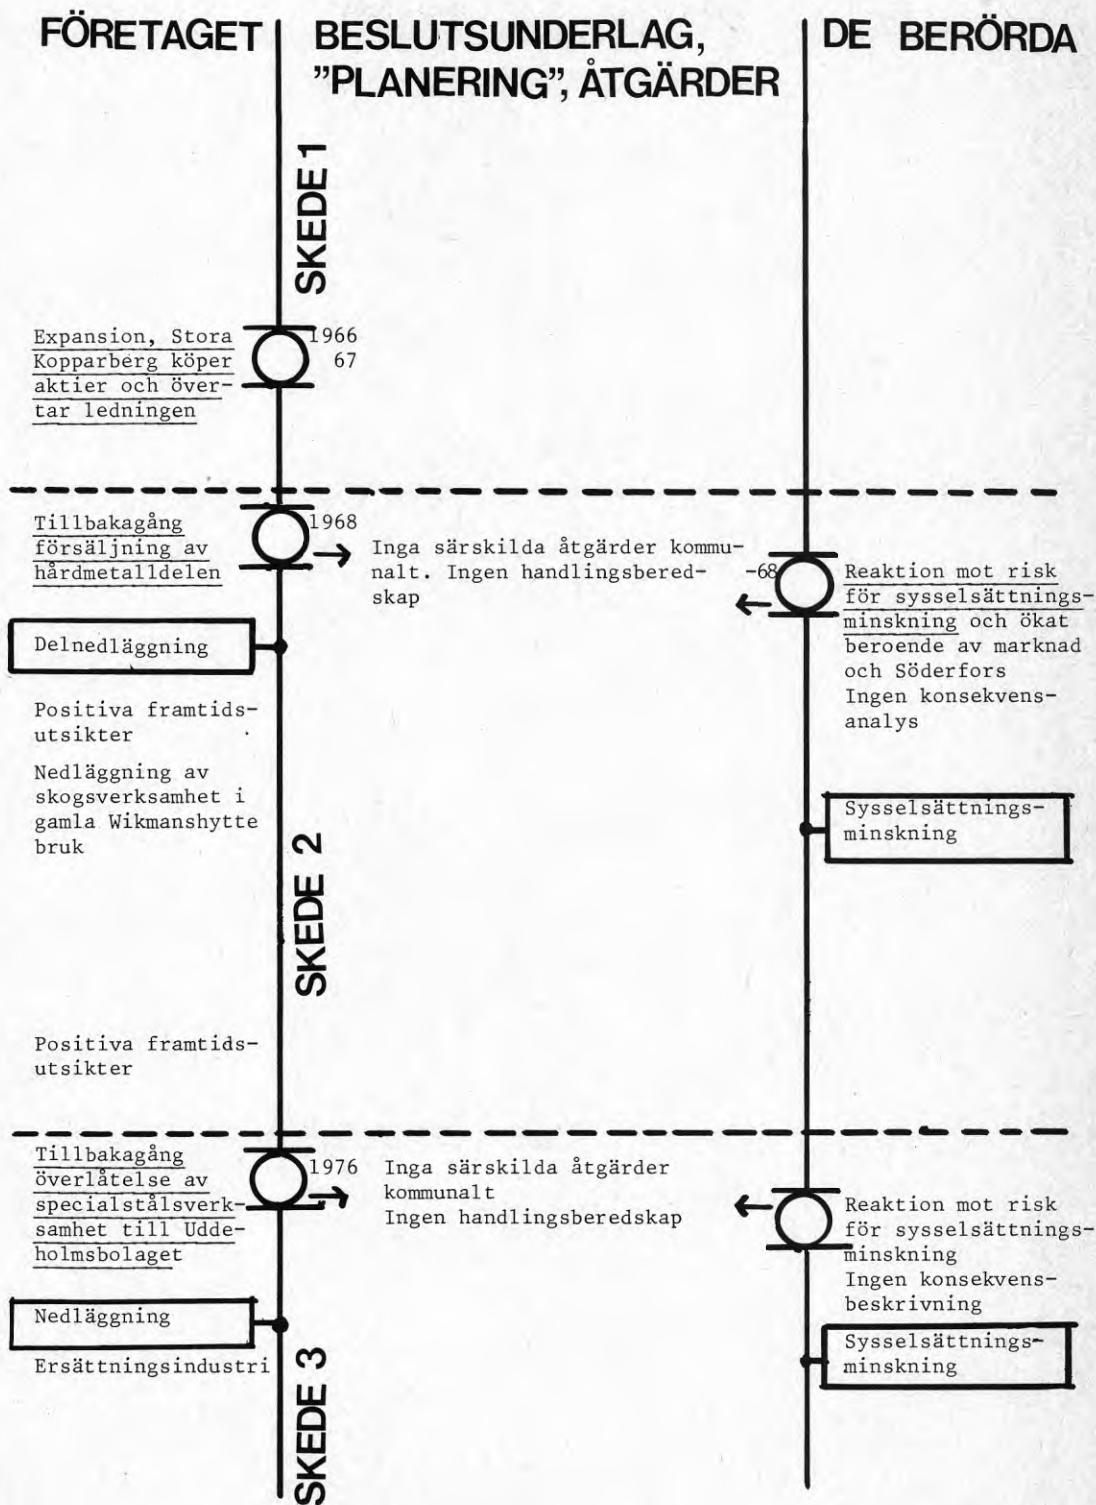 FÖRETAGET
BESLUTSUNDERLAG,
"PLANERING", ÅTGÄRDER
DE BERÖRDA
SKEDE 1
Expansion, Stora
Kopparberg köper
aktier och över-
tar ledningen
1966
67
Tillbakagång
försäljning av
hårdmetalldelen
1968
Inga särskilda åtgärder kommu-
nalt. Ingen handlingsbered-
skap
-68
Reaktion mot risk
för sysselsättnings-
minskning och ökat
beroende av marknad
och Söderfors
Ingen konsekvens-
analys
Delnedläggning
Positiva framtids-
utsikter
Nedläggning av
skogsverksamhet i
gamla Wikmanshytte
bruk
SKEDE 2
Sysselsättnings-
minskning
Positiva framtids-
utsikter
Tillbakagång
överlåtelse av
specialstålsverk-
samhet till Udde-
holmsbolaget
1976
Inga särskilda åtgärder
kommunalt
Ingen handlingsberedskap
Reaktion mot risk
för sysselsättnings-
minskning
Ingen konsekvens-
beskrivning
Nedläggning
Ersättningsindustri
SKEDE 3
Sysselsättnings-
minskning